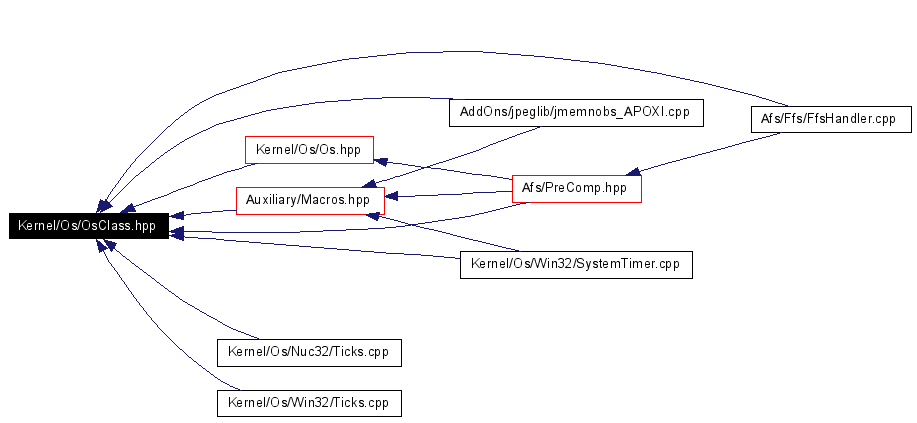 AddOns/jpeglib/jmemnobs_APOXI.cpp
Afs/Ffs/FfsHandler.cpp
Kernel/Os/Os.hpp
Afs/PreComp.hpp
Auxiliary/Macros.hpp
Kernel/Os/OsClass.hpp
Kernel/Os/Win32/SystemTimer.cpp
Kernel/Os/Nuc32/Ticks.cpp
Kernel/Os/Win32/Ticks.cpp